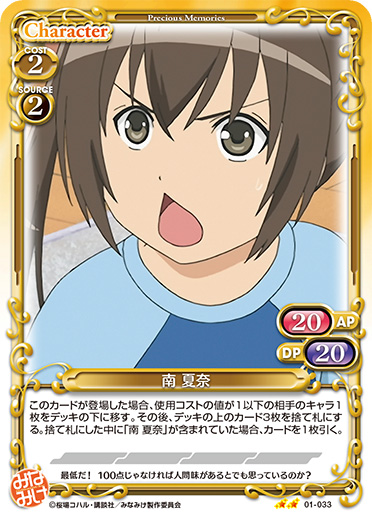 Precious Memories
Character
COST
2
SOURCE
2
20 AP
DP 20
南 夏奈
このカードが登場した場合、使用コストの値が1以下の相手のキャラ1
枚をデッキの下に移す。その後、デッキの上のカード3枚を捨て札にす
る。捨て札にした中に「南 夏奈」が含まれていた場合、カードを1枚引く。
最低だ! 100点じゃなければ人間味があるとでも思っているのか?
みなみけ
©桜場コハル・講談社/みなみけ製作委員会
01-033